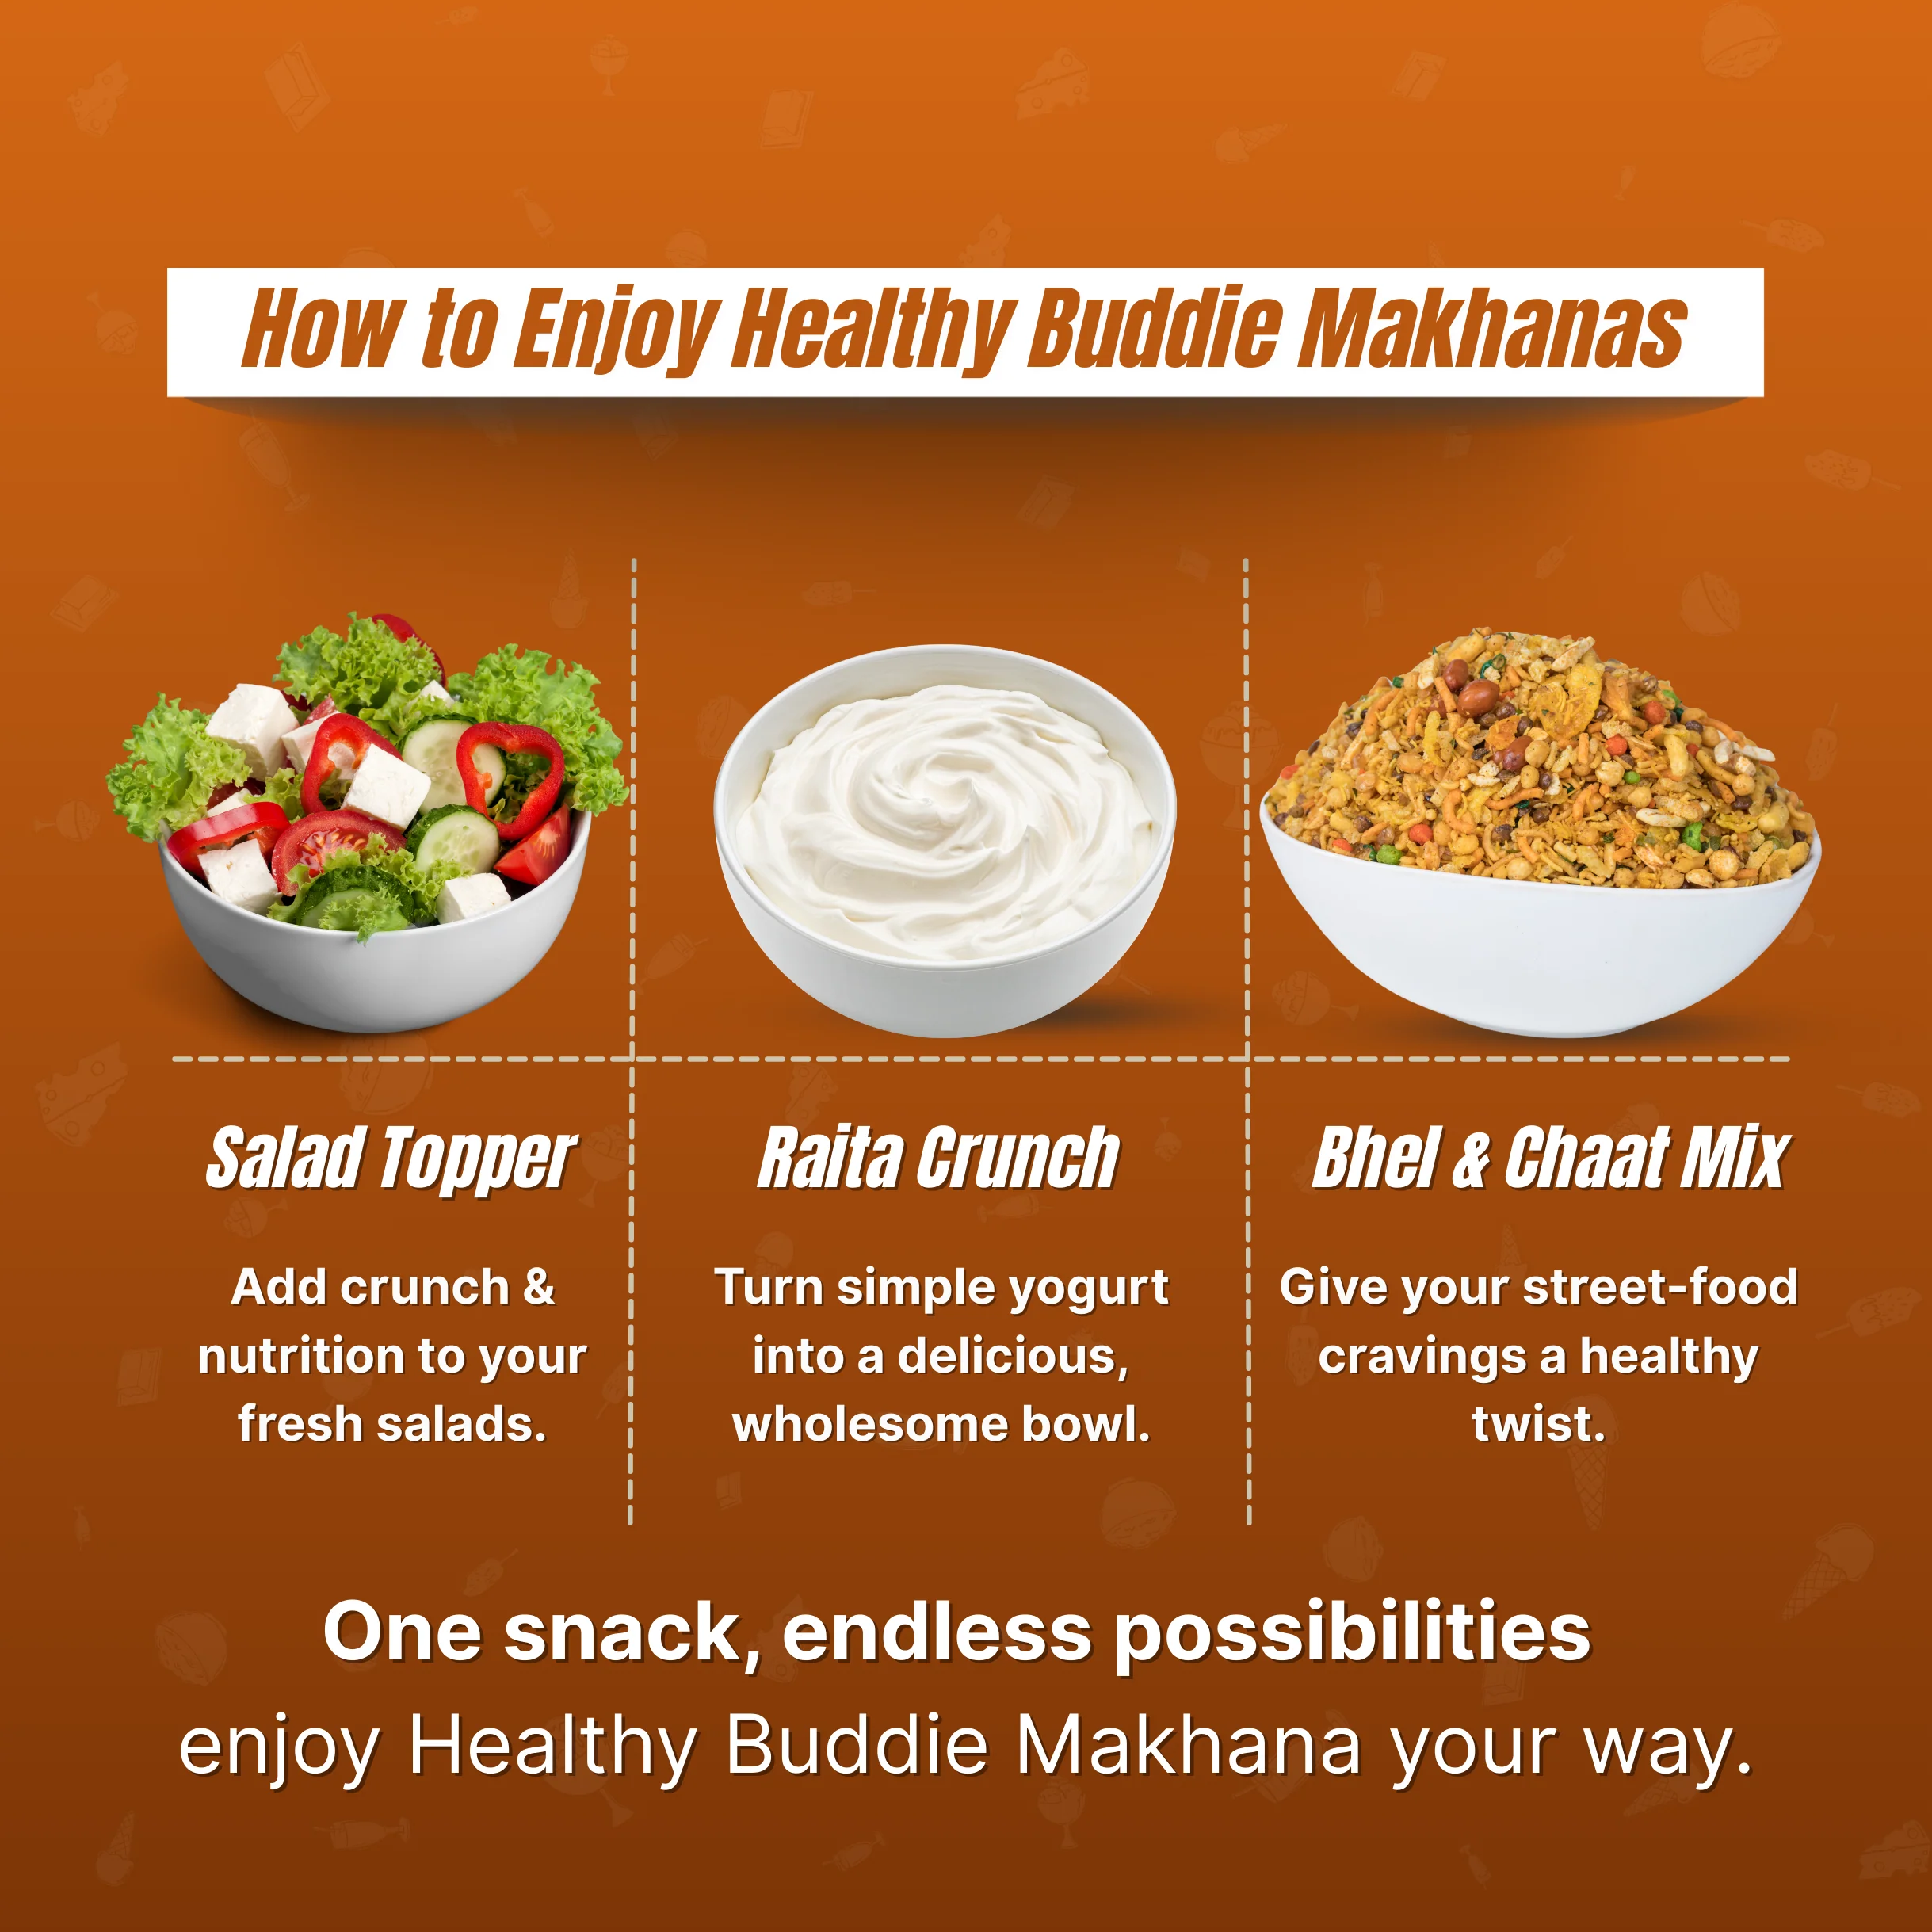 How to Enjoy Healthy Buddie Makhanas
Salad Topper
Add crunch &
nutrition to your
fresh salads.
Raita Crunch
Turn simple yogurt
into a delicious,
wholesome bowl.
Bhel & Chaat Mix
Give your street-food
cravings a healthy
twist.
One snack, endless possibilities
enjoy Healthy Buddie Makhana your way.